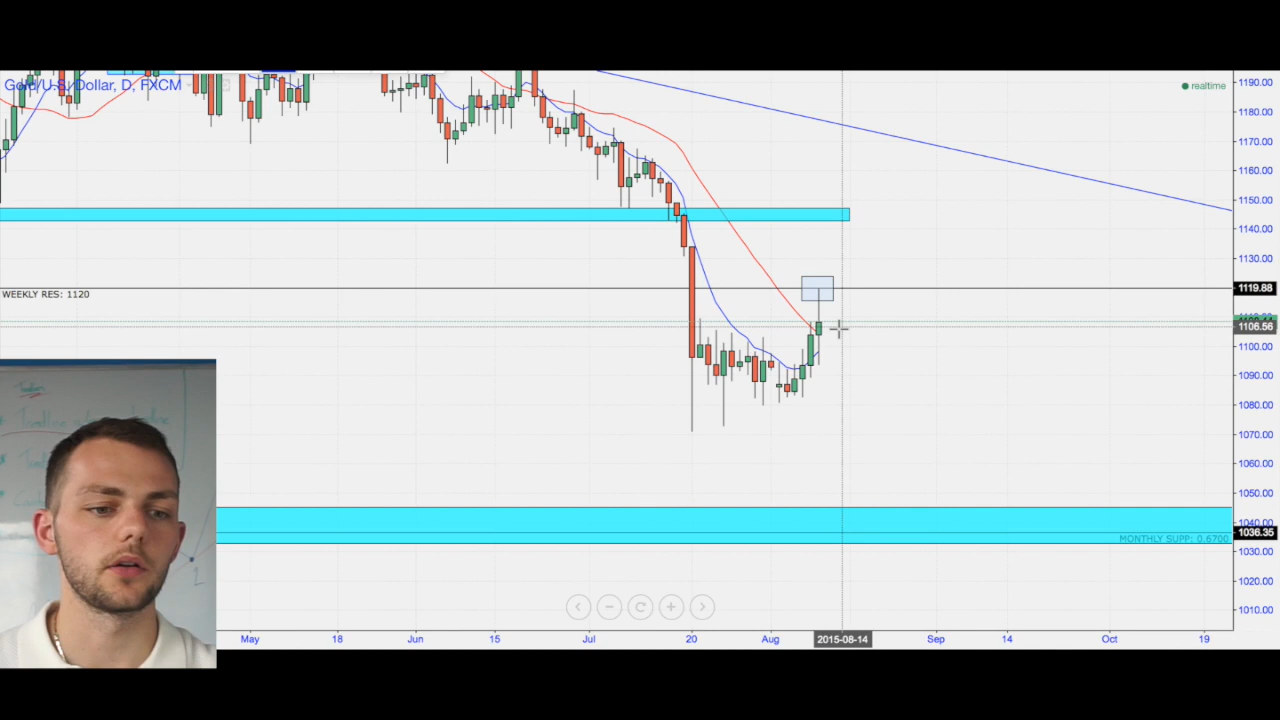 Gold/U.S. Dollar, D, FXCM
realtime
1190.00
1180.00
1170.00
1160.00
1150.00
1140.00
1130.00
1119.88
WEEKLY RES: 1120
1106.56
1100.00
1090.00
1080.00
1070.00
1060.00
1050.00
1040.00
1036.35
MONTHLY SUPP: 0.6700
1030.00
1020.00
1010.00
May
18
Jun
15
Jul
20
Aug
2015-08-14
Sep
14
Oct
19